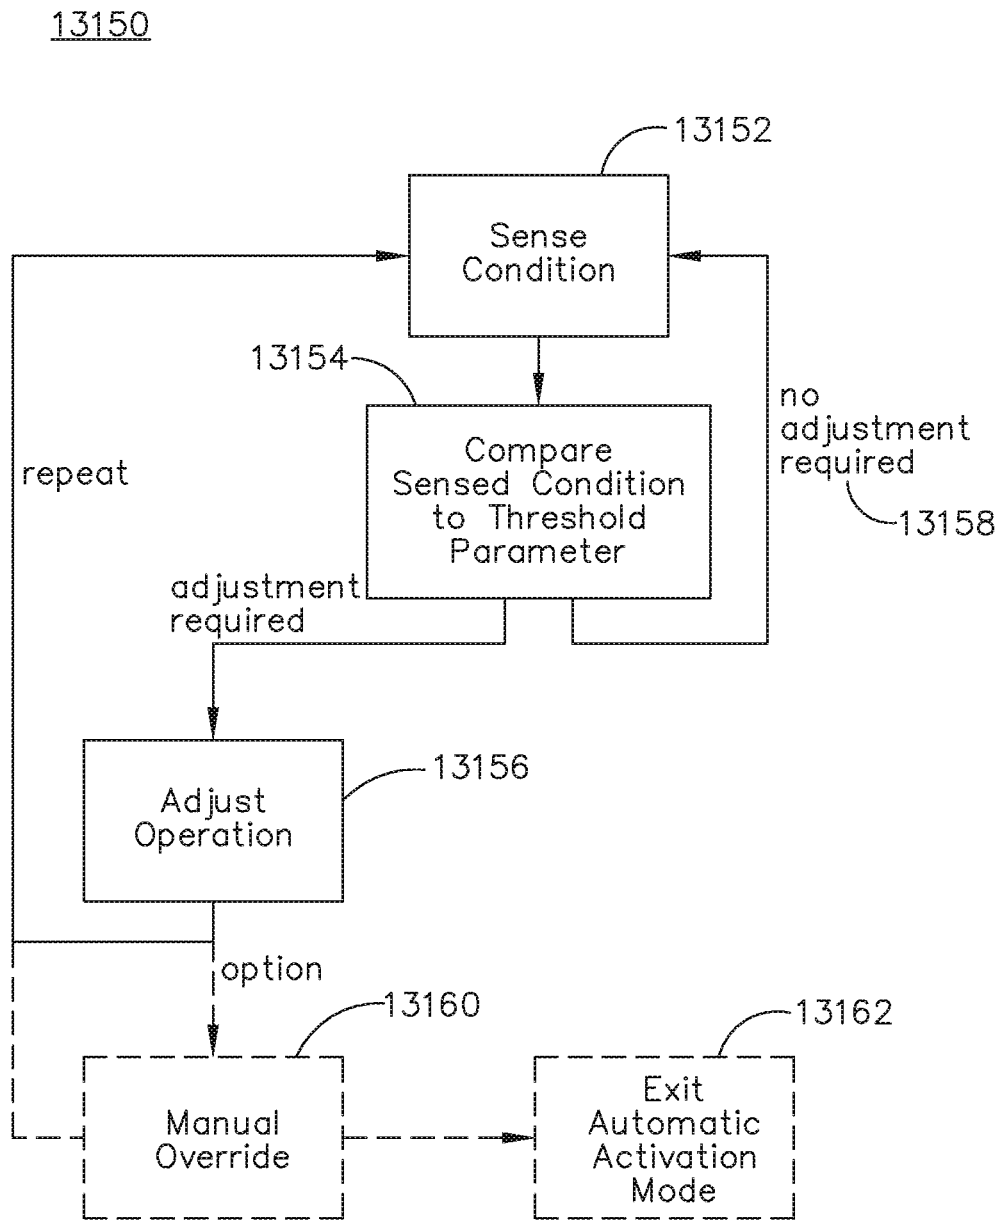 13150
13152
Sense
Condition
13154
Compare
Sensed Condition
to Threshold
Parameter
no
adjustment
required
13158
repeat
adjustment
required
13156
Adjust
Operation
option
13160
Manual
Override
13162
Exit
Automatic
Activation
Mode